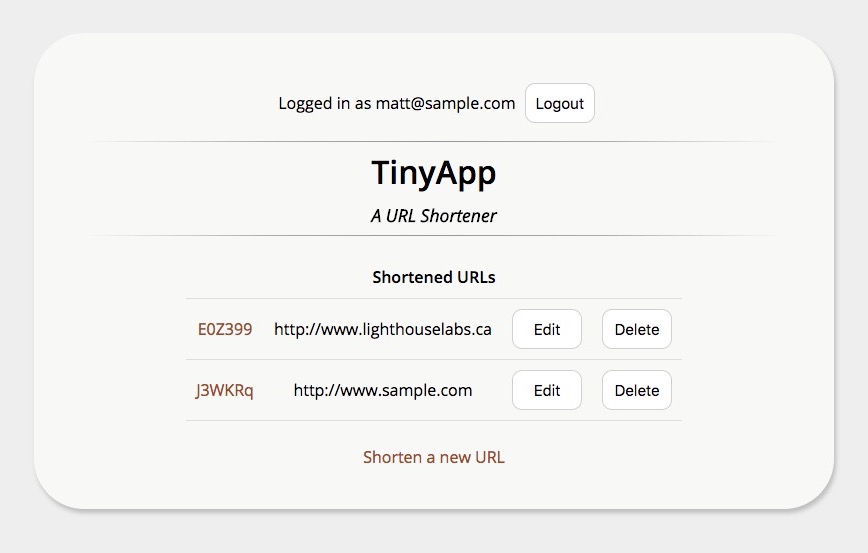 Logged in as matt@sample.com Logout
TinyApp
A URL Shortener
Shortened URLs
E0Z399 http://www.lighthouselabs.ca Edit Delete
J3WKRq http://www.sample.com Edit Delete
Shorten a new URL